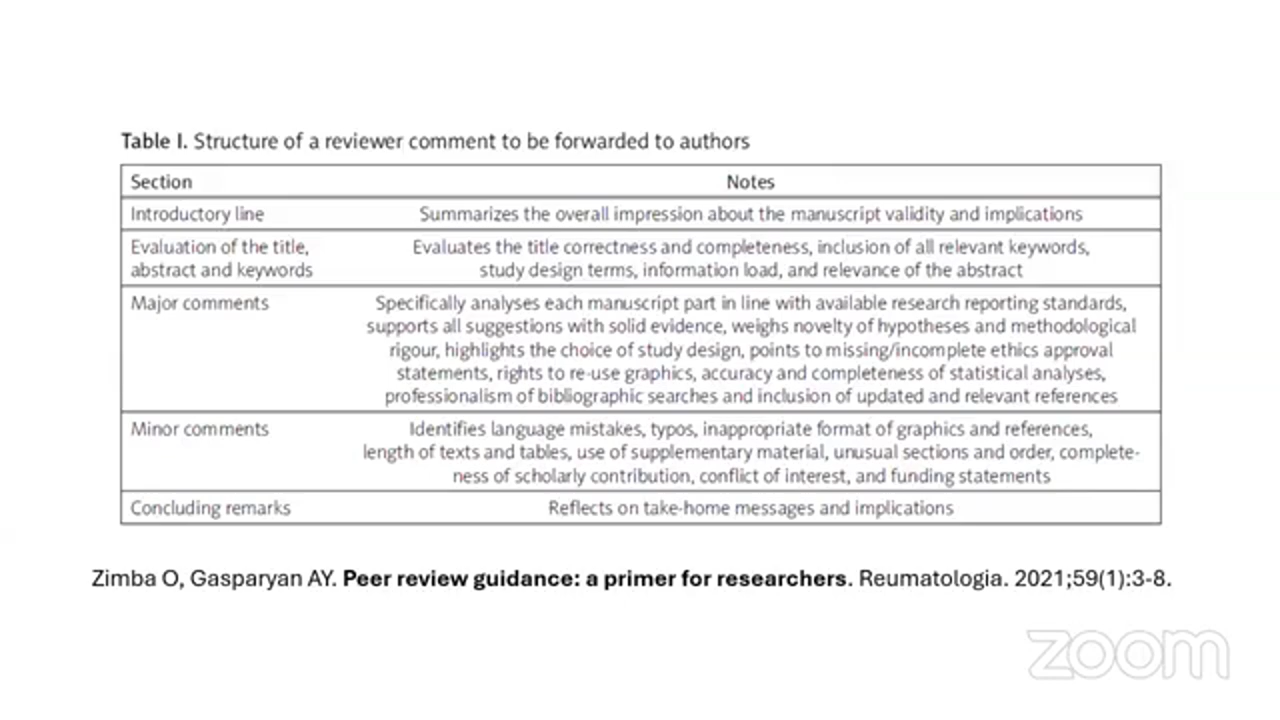 Table I. Structure of a reviewer comment to be forwarded to authors
Section Notes
Introductory line Summarizes the overall impression about the manuscript validity and implications
Evaluation of the title, Evaluates the title correctness and completeness, inclusion of all relevant keywords,
abstract and keywords study design terms, information load, and relevance of the abstract
Major comments Specifically analyses each manuscript part in line with available research reporting standards,
supports all suggestions with solid evidence, weighs novelty of hypotheses and methodological
rigour, highlights the choice of study design, points to missing/incomplete ethics approval
statements, rights to re-use graphics, accuracy and completeness of statistical analyses,
professionalism of bibliographic searches and inclusion of updated and relevant references
Minor comments Identifies language mistakes, typos, inappropriate format of graphics and references,
length of texts and tables, use of supplementary material, unusual sections and order, complete-
ness of scholarly contribution, conflict of interest, and funding statements
Concluding remarks Reflects on take-home messages and implications
Zimba O, Gasparyan AY. Peer review guidance: a primer for researchers. Reumatologia. 2021;59(1):3-8.
zoom